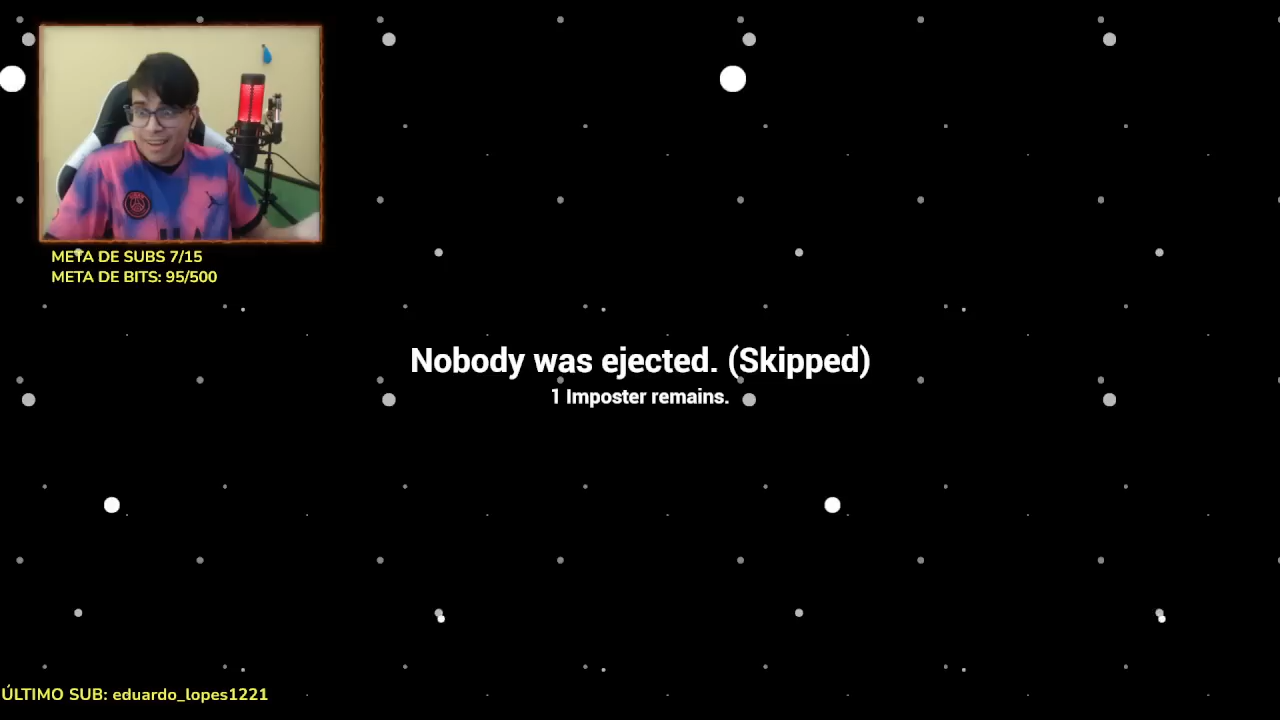 META DE SUBS 7/15
META DE BITS: 95/500
Nobody was ejected. (Skipped)
1 Imposter remains.
ÚLTIMO SUB: eduardo_lopes1221